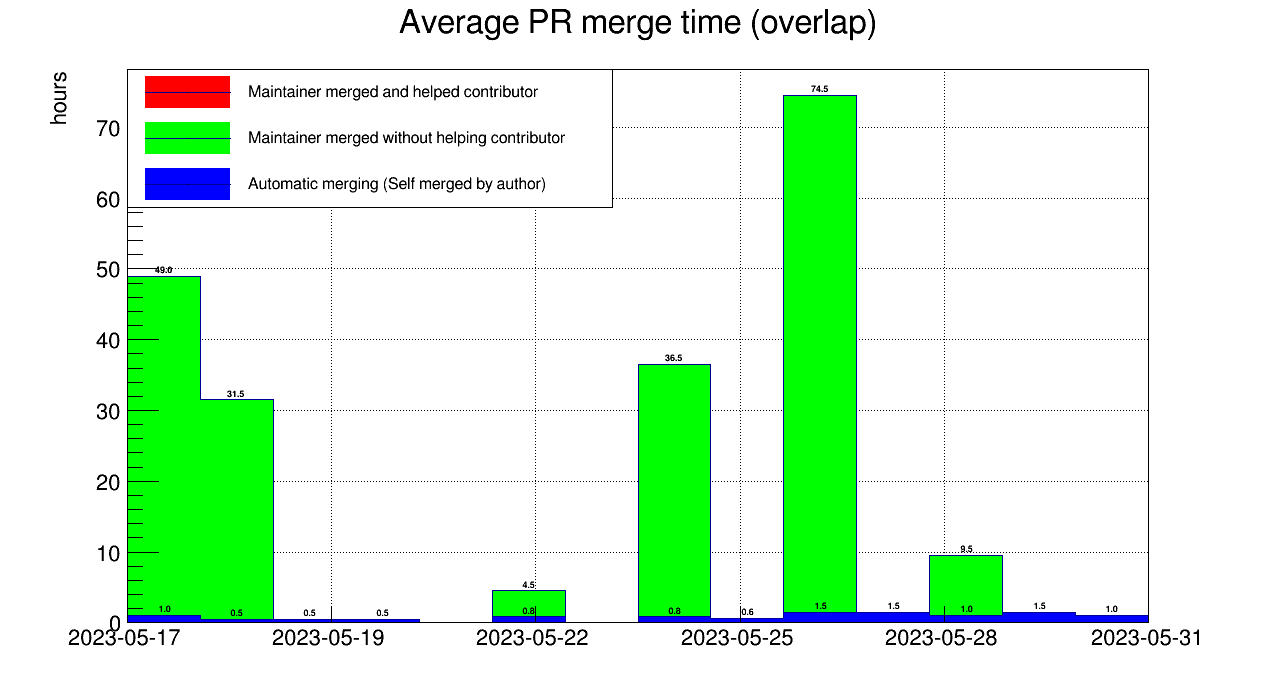 Average PR merge time (overlap)
hours
Maintainer merged and helped contributor
Maintainer merged without helping contributor
Automatic merging (Self merged by author)
74.5
70
60
50
49.0
40
36.5
31.5
30
20
10
9.5
4.5
1.0 0.5 0.5 0.5 0.8 0.8 0.6 1.5 1.5 1.0 1.5 1.0
0
2023-05-17 2023-05-19 2023-05-22 2023-05-25 2023-05-28 2023-05-31